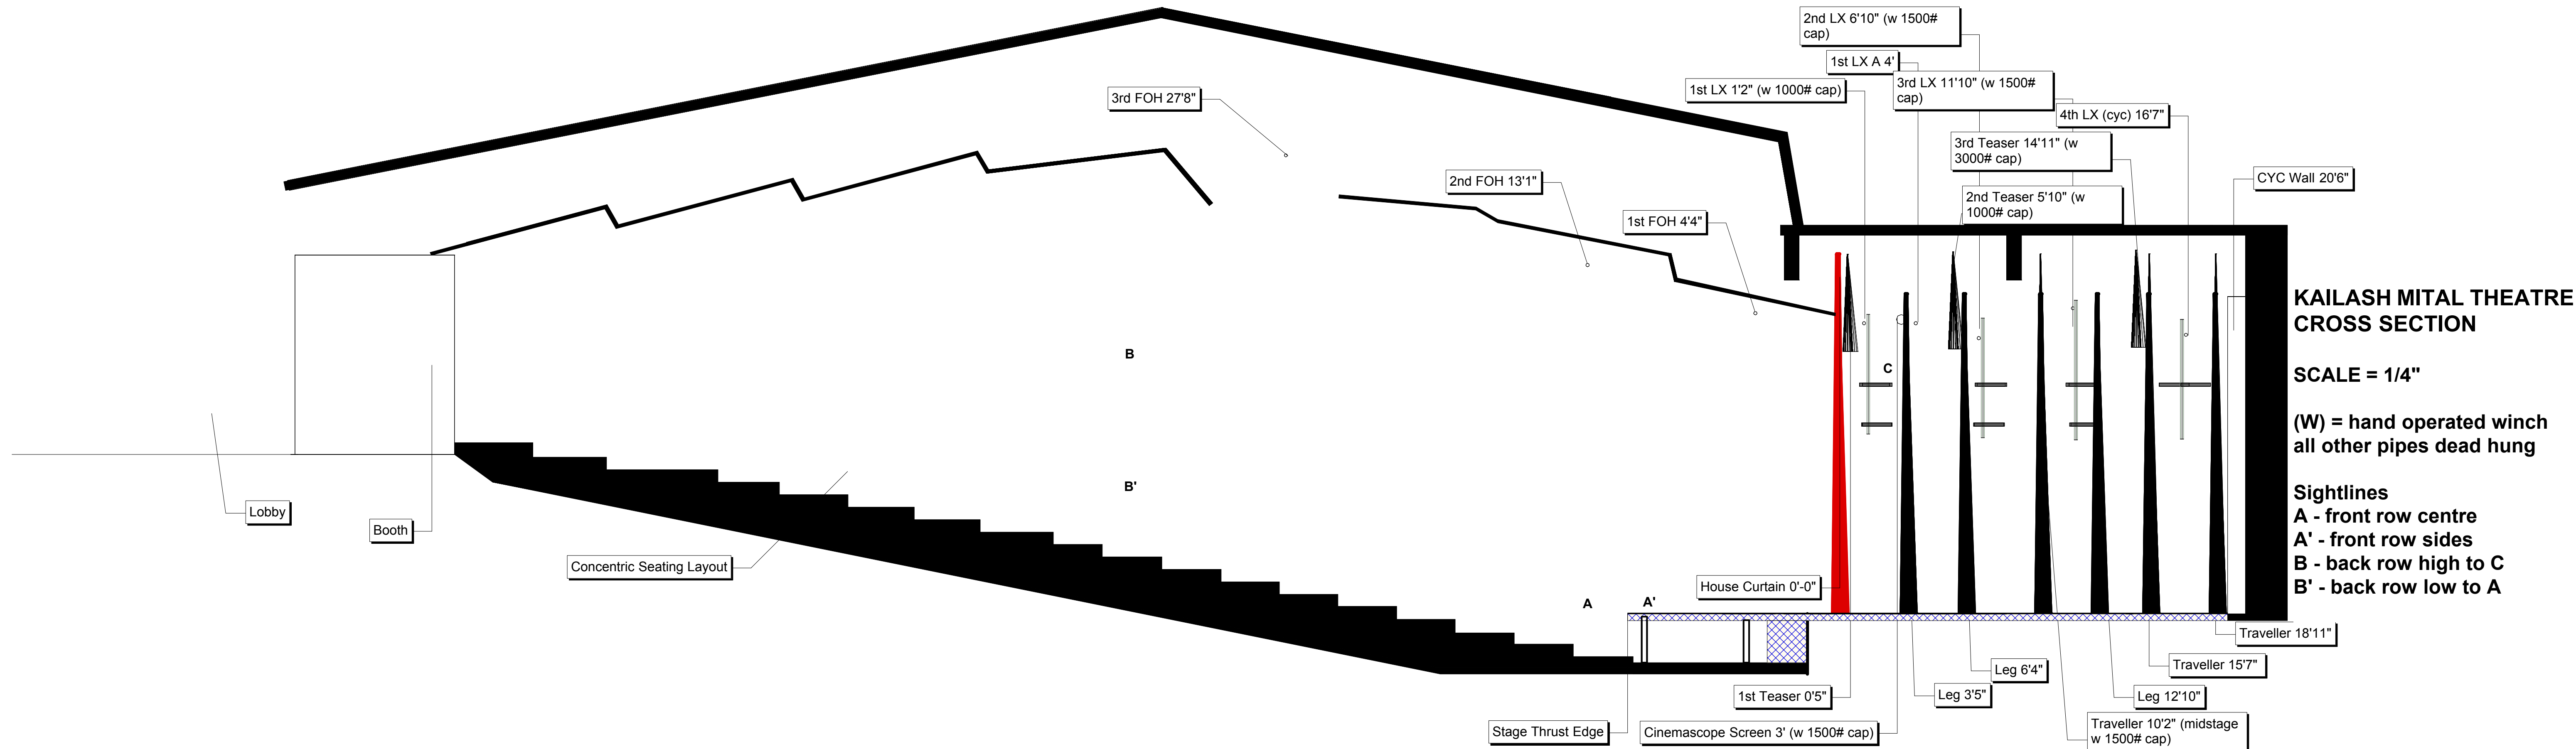 2nd LX 6'10" (w 1500#
cap)
1st LX A 4'
3rd LX 11'10" (w 1500#
cap)
1st LX 1'2" (w 1000# cap)
3rd FOH 27'8"
4th LX (cyc) 16'7"
3rd Teaser 14'11" (w
3000# cap)
CYC Wall 20'6"
2nd FOH 13'1"
2nd Teaser 5'10" (w
1000# cap)
1st FOH 4'4"
KAILASH MITAL THEATRE
CROSS SECTION
SCALE = 1/4"
(W) = hand operated winch
all other pipes dead hung
Sightlines
A - front row centre
A' - front row sides
B - back row high to C
B' - back row low to A
B
C
B'
Lobby
Booth
Concentric Seating Layout
House Curtain 0'-0"
A
A'
Traveller 18'11"
Traveller 15'7"
Leg 6'4"
Leg 3'5"
Leg 12'10"
1st Teaser 0'5"
Stage Thrust Edge
Cinemascope Screen 3' (w 1500# cap)
Traveller 10'2" (midstage
w 1500# cap)